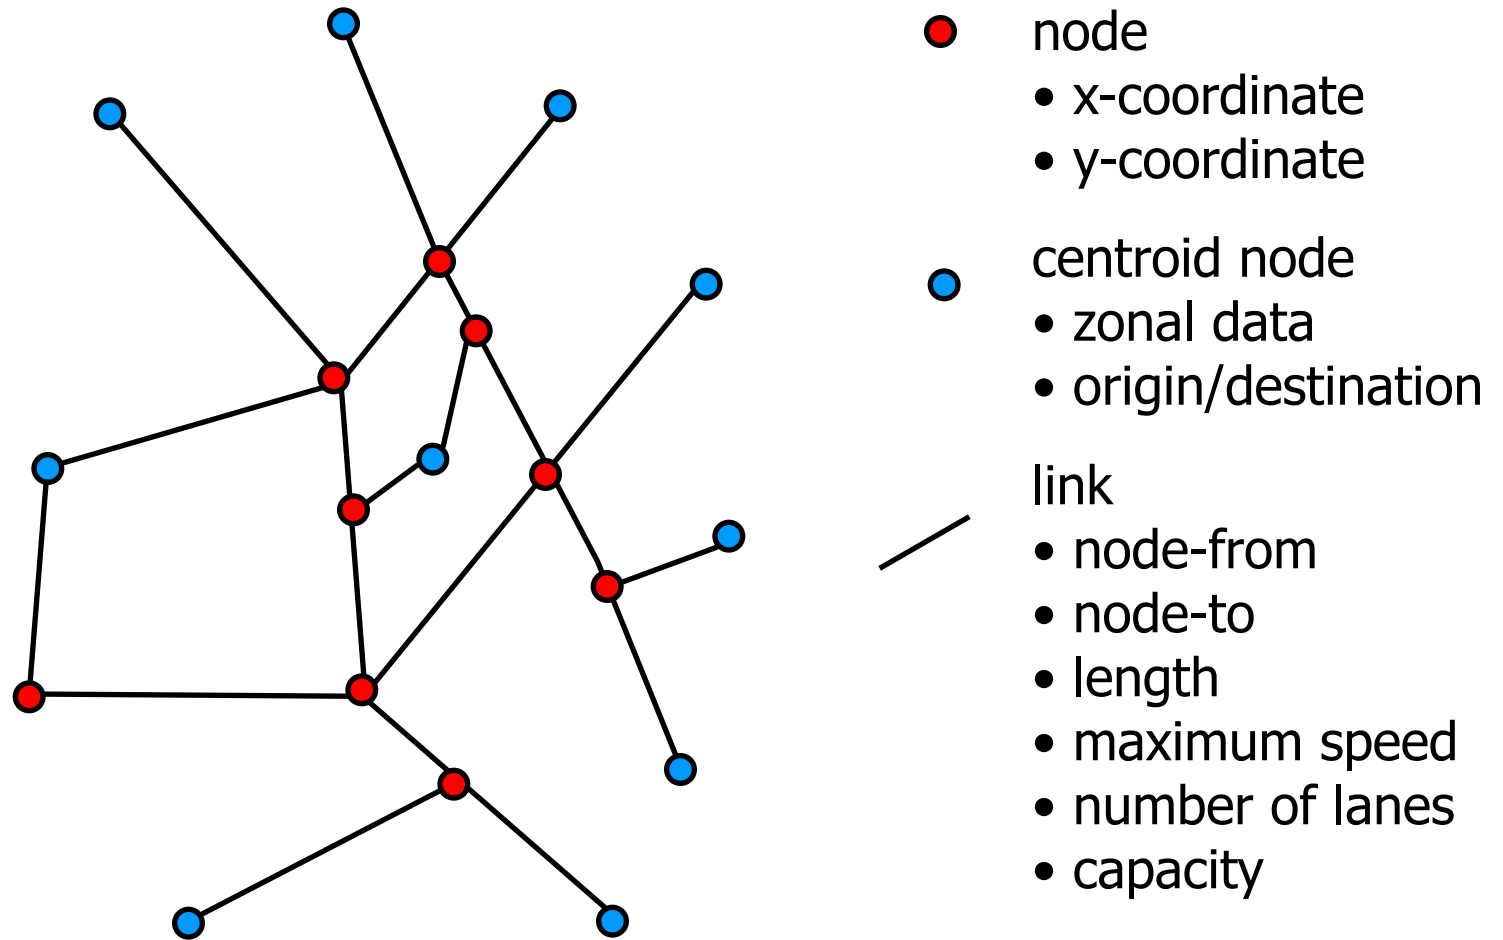 node
• x-coordinate
• y-coordinate
centroid node
• zonal data
• origin/destination
link
• node-from
• node-to
• length
• maximum speed
• number of lanes
• capacity